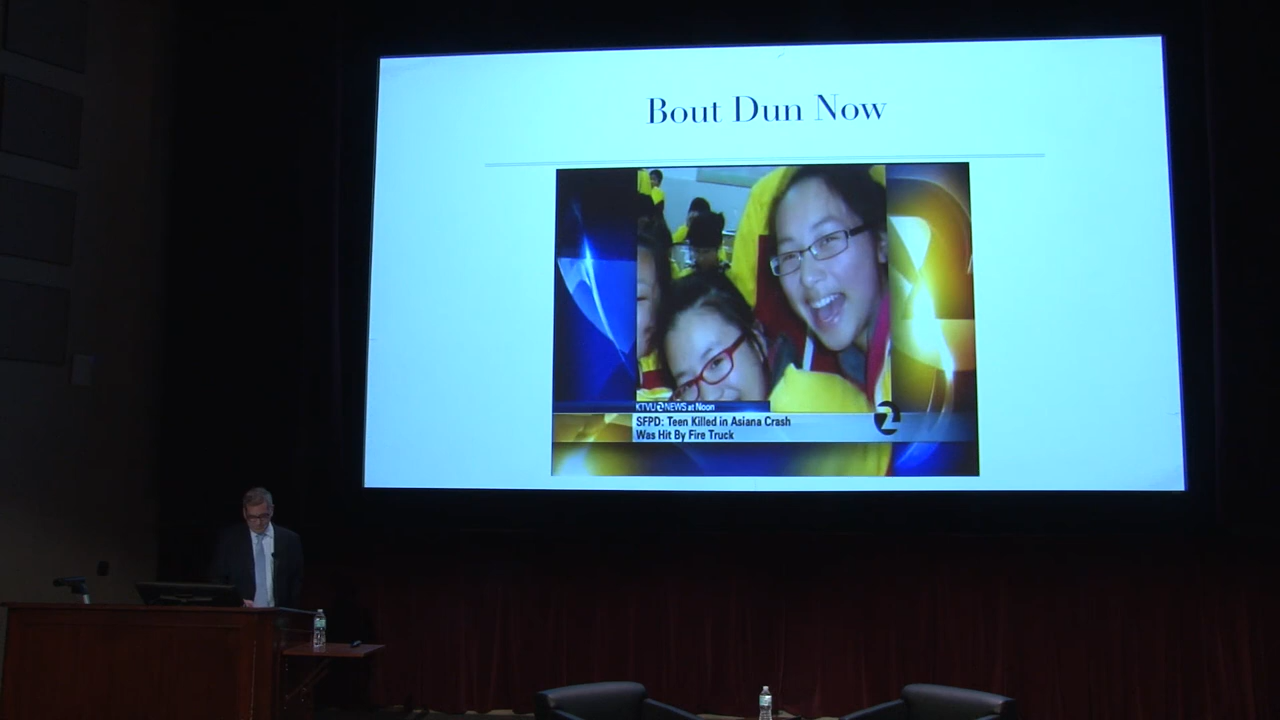 Bout Dun Now
KTVU 2 NEWS at Noon
SFPD: Teen Killed in Asiana Crash
Was Hit By Fire Truck
2